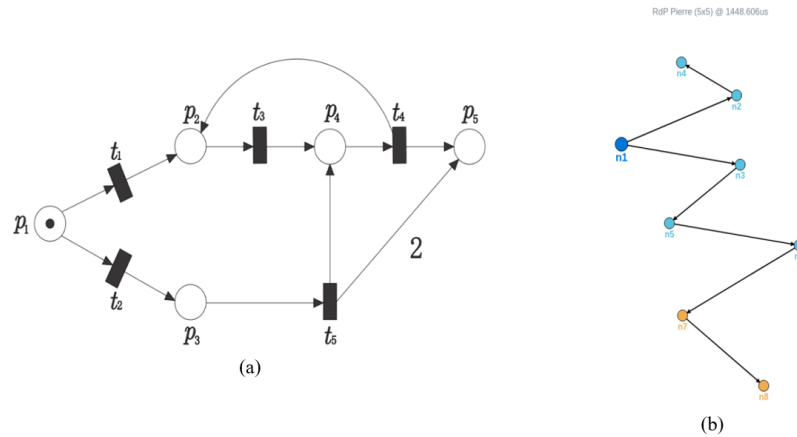 RdP Pierre (5x5) @ 1448.606us
p₂
t₃
p₄
t₄
p₅
t₁
p₁
t₂
p₃
t₅
2
(a)
n4
n2
n1
n3
n5
n7
n8
(b)